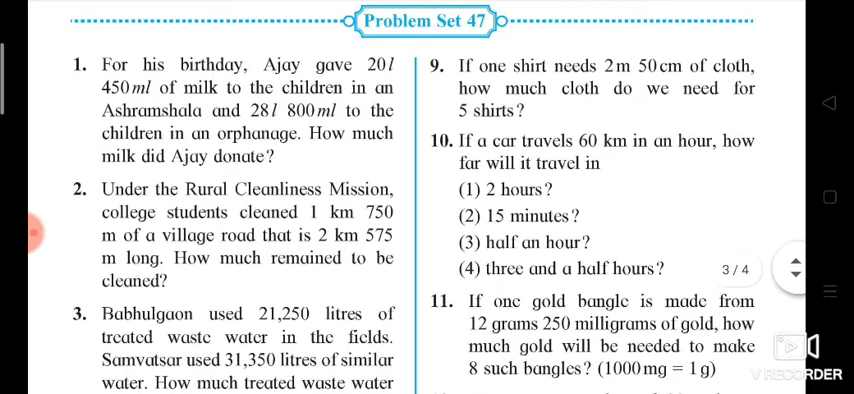 Problem Set 47
1. For his birthday, Ajay gave 20l
450ml of milk to the children in an
Ashramshala and 28l 800ml to the
children in an orphanage. How much
milk did Ajay donate?
2. Under the Rural Cleanliness Mission,
college students cleaned 1 km 750
m of a village road that is 2 km 575
m long. How much remained to be
cleaned?
3. Babhulgaon used 21,250 litres of
treated waste water in the fields.
Samvatsar used 31,350 litres of similar
water. How much treated waste water
9. If one shirt needs 2m 50cm of cloth,
how much cloth do we need for
5 shirts?
10. If a car travels 60 km in an hour, how
far will it travel in
(1) 2 hours?
(2) 15 minutes?
(3) half an hour?
(4) three and a half hours?
11. If one gold bangle is made from
12 grams 250 milligrams of gold, how
much gold will be needed to make
8 such bangles? (1000mg = 1g)
3/4
V RECORDER